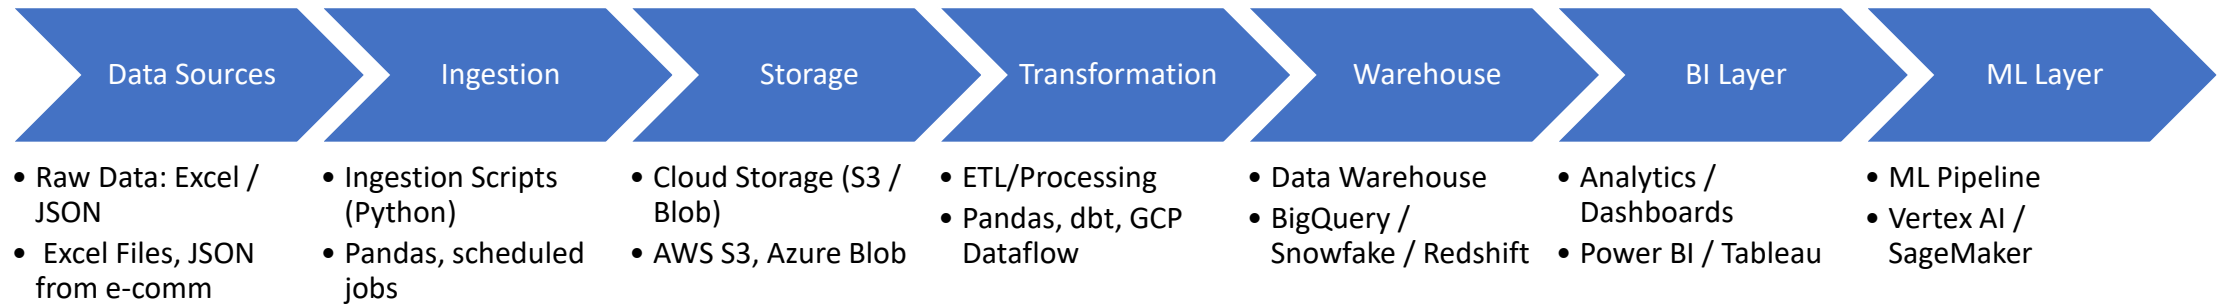 Data Sources
Ingestion
Storage
Transformation
Warehouse
BI Layer
ML Layer
• Raw Data: Excel /
JSON
• Excel Files, JSON
from e-comm
• Ingestion Scripts
(Python)
• Pandas, scheduled
jobs
• Cloud Storage (S3 /
Blob)
• AWS S3, Azure Blob
• ETL/Processing
• Pandas, dbt, GCP
Dataflow
• Data Warehouse
• BigQuery /
Snowfake / Redshift
• Analytics /
Dashboards
• Power BI / Tableau
• ML Pipeline
• Vertex AI /
SageMaker